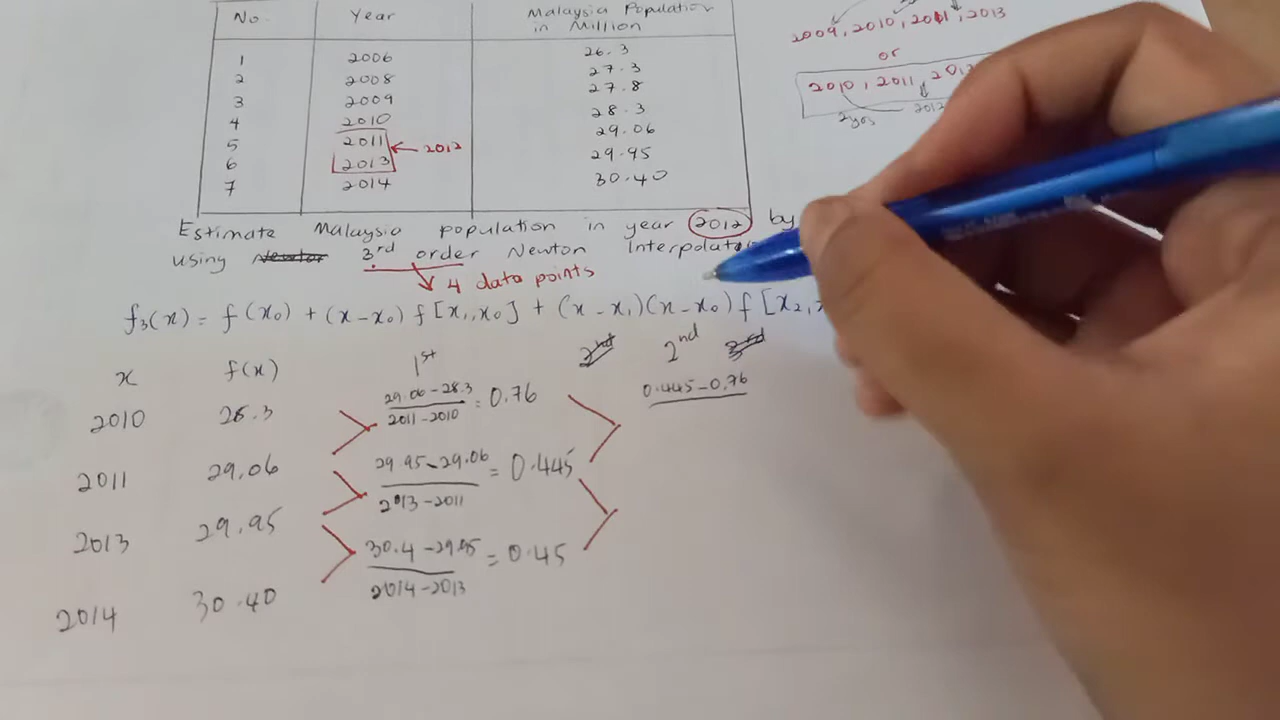 No. Year Malaysia Population in Million
1 2006 26.3
2 2008 27.3
3 2009 27.8
4 2010 28.3
5 2011 29.06
6 2013 29.95
7 2014 30.40
← 2012
2009, 2010, 2011, 2013
or
2010, 2011, 2013
2yrs 2012
Estimate Malaysia population in year 2012 by
using 3rd order Newton
4 data points
f₃(x) = f(x₀) + (x-x₀) f[x₁,x₀] + (x-x₁)(x-x₀) f[x₂,
x f(x) 1st 2nd 2nd 3rd
2010 28.3 29.06-28.3 / 2011-2010 = 0.76 0.445-0.76
2011 29.06 29.95-29.06 / 2013-2011 = 0.445
2013 29.95 30.4-29.95 / 2014-2013 = 0.45
2014 30.40